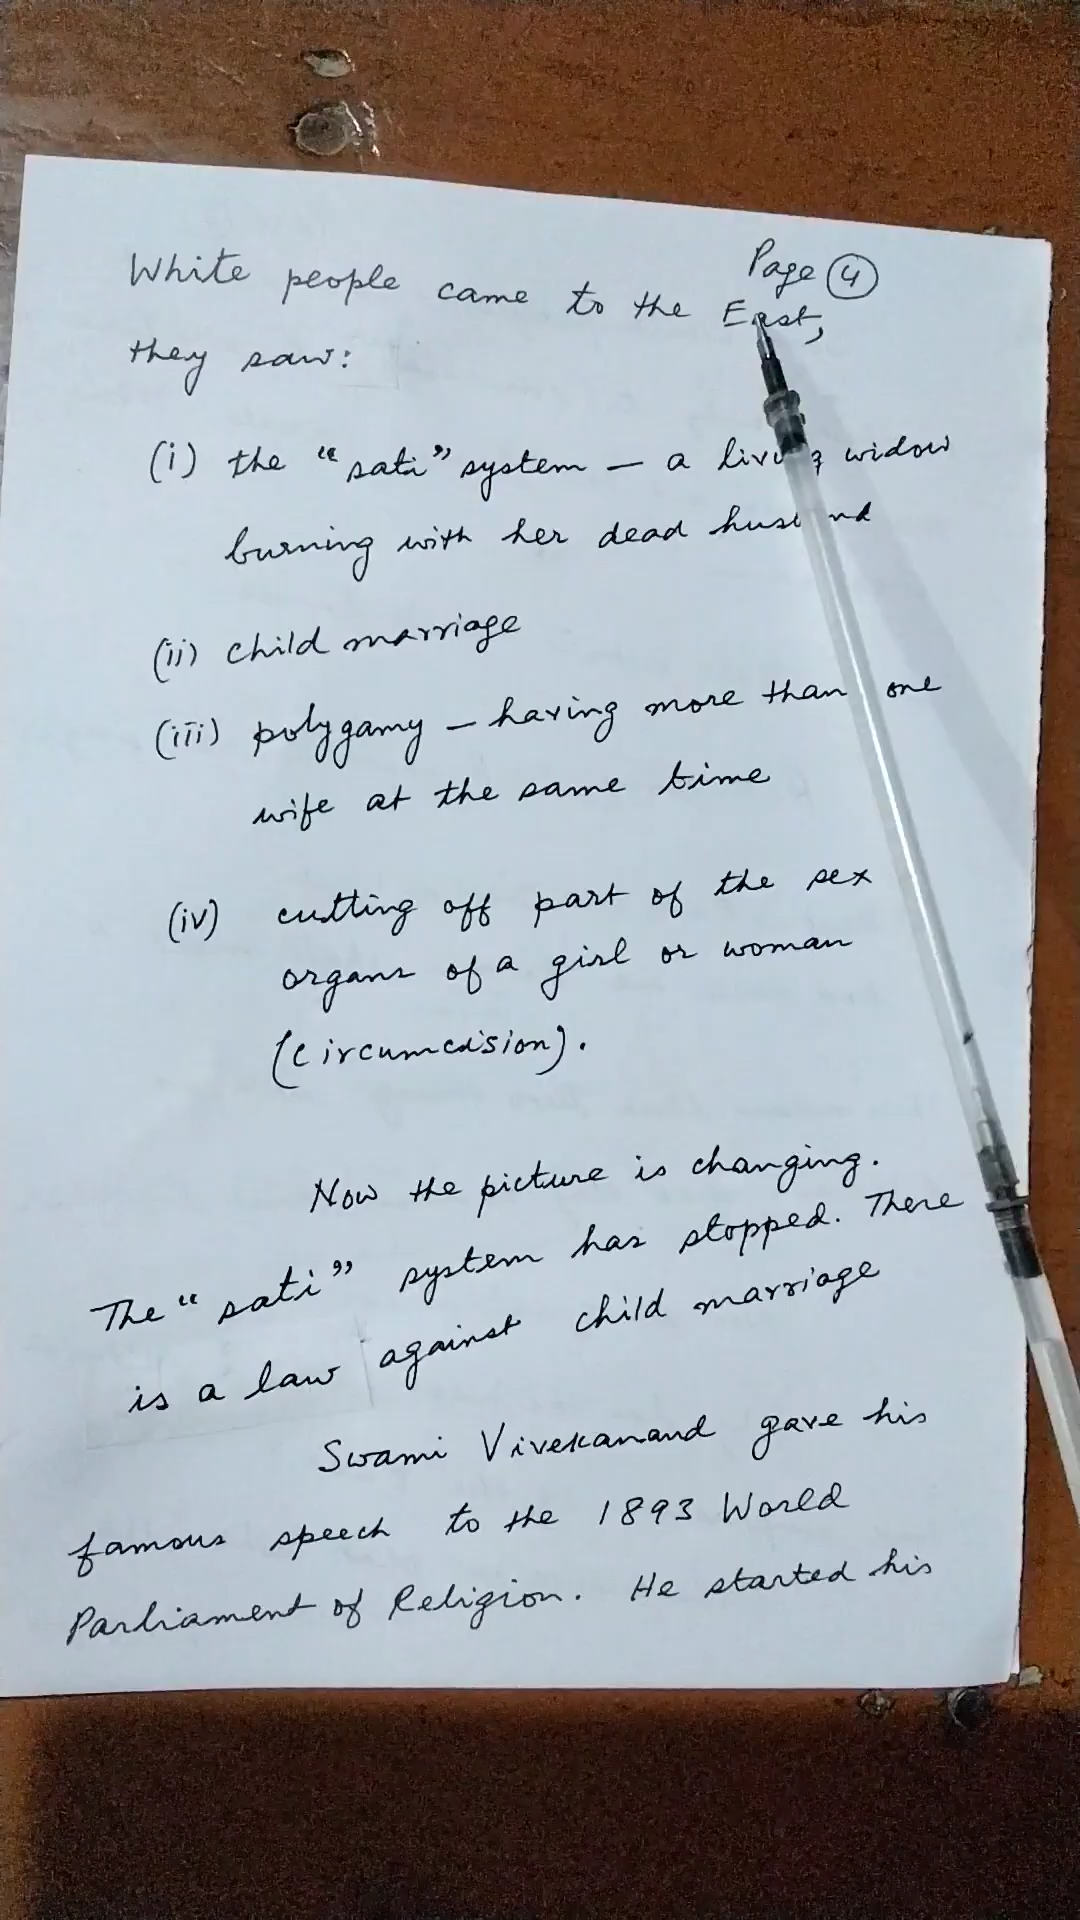 Page 4
White people came to the East,
they saw:
(i) the "sati" system – a living widow
burning with her dead husband
(ii) child marriage
(iii) polygamy – having more than one
wife at the same time
(iv) cutting off part of the sex
organs of a girl or woman
(circumcision).
Now the picture is changing.
The "sati" system has stopped. There
is a law against child marriage
Swami Vivekanand gave his
famous speech to the 1893 World
Parliament of Religion. He started his